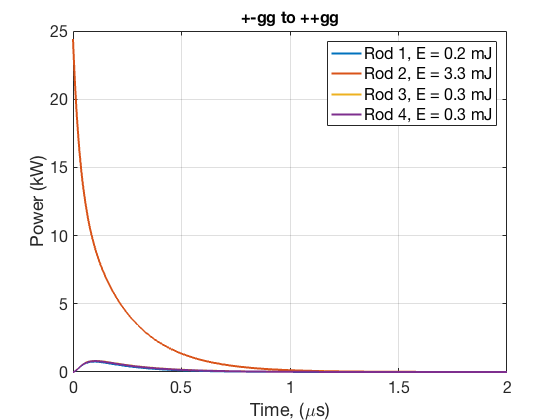 +-gg to ++gg
25
20
15
10
5
0
Power (kW)
Rod 1, E = 0.2 mJ
Rod 2, E = 3.3 mJ
Rod 3, E = 0.3 mJ
Rod 4, E = 0.3 mJ
0 0.5 1 1.5 2
Time, (μs)